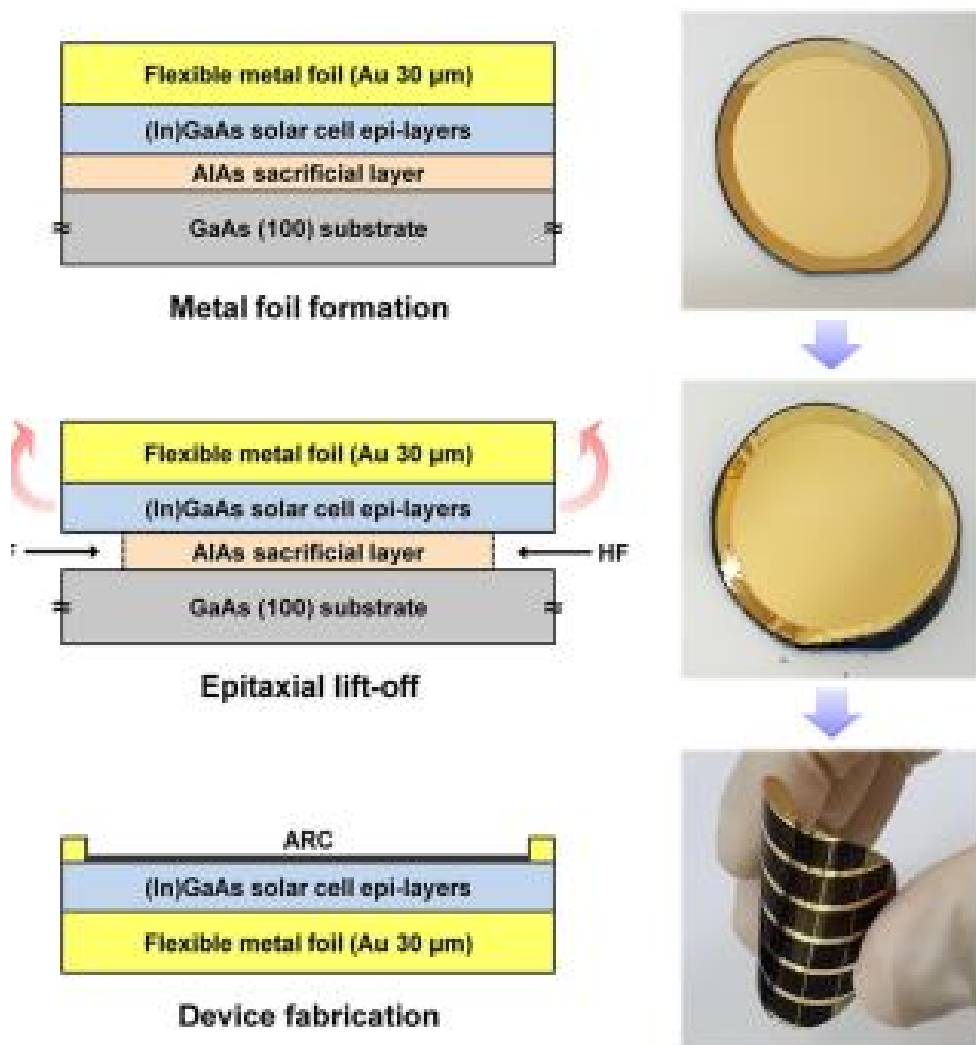 Flexible metal foil (Au 30 μm)
(In)GaAs solar cell epi-layers
AlAs sacrificial layer
GaAs (100) substrate
Metal foil formation
Flexible metal foil (Au 30 μm)
(In)GaAs solar cell epi-layers
AlAs sacrificial layer
HF
GaAs (100) substrate
Epitaxial lift-off
ARC
(In)GaAs solar cell epi-layers
Flexible metal foil (Au 30 μm)
Device fabrication